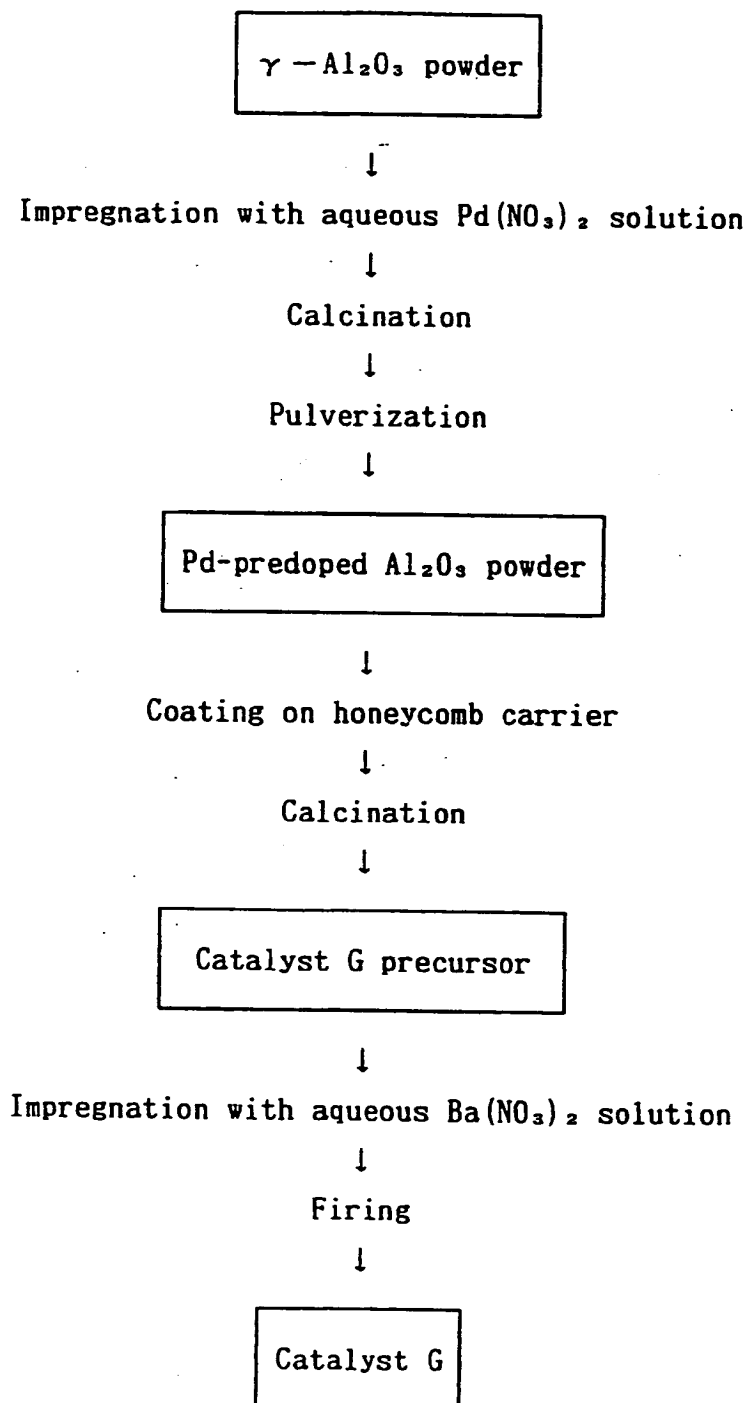 γ－Al₂O₃ powder
↓
Impregnation with aqueous Pd(NO₃)₂ solution
↓
Calcination
↓
Pulverization
↓
Pd-predoped Al₂O₃ powder
↓
Coating on honeycomb carrier
↓
Calcination
↓
Catalyst G precursor
↓
Impregnation with aqueous Ba(NO₃)₂ solution
↓
Firing
↓
Catalyst G